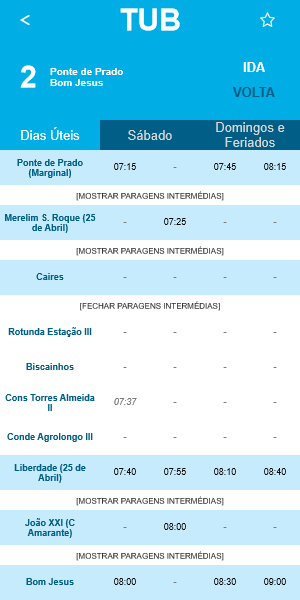 <
TUB
2
Ponte de Prado
Bom Jesus
IDA
VOLTA
Dias Úteis
Sábado
Domingos e
Feriados
Ponte de Prado
(Marginal)
07:15 - 07:45 08:15
[MOSTRAR PARAGENS INTERMÉDIAS]
Merelim S. Roque (25
de Abril)
- 07:25 - -
[MOSTRAR PARAGENS INTERMÉDIAS]
Caires - - - -
[FECHAR PARAGENS INTERMÉDIAS]
Rotunda Estação III - - - -
Biscainhos - - - -
Cons Torres Almeida
II
07:37 - - -
Conde Agrolongo III - - - -
Liberdade (25 de
Abril)
07:40 07:55 08:10 08:40
[MOSTRAR PARAGENS INTERMÉDIAS]
João XXI (C
Amarante)
- 08:00 - -
[MOSTRAR PARAGENS INTERMÉDIAS]
Bom Jesus 08:00 - 08:30 09:00